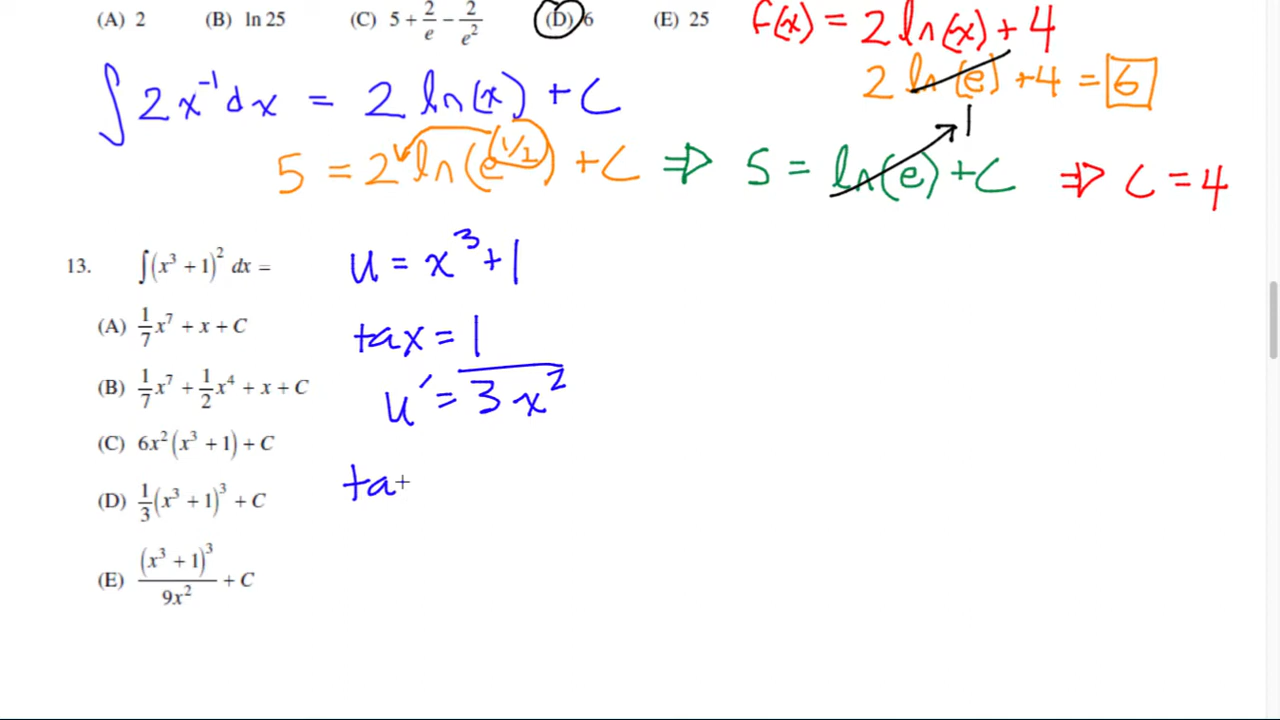 (A) 2 (B) ln 25 (C) 5 + 2/e − 2/e² (D) 6 (E) 25
f(x) = 2 ln(x) + 4
2 ln(e) + 4 = 6
1
∫ 2x⁻¹ dx = 2 ln(x) + C
5 = 2 ln(e^(1/2)) + C ⇒ 5 = ln(e) + C ⇒ C = 4
13. ∫(x³ + 1)² dx =
(A) 1/7 x⁷ + x + C
(B) 1/7 x⁷ + 1/2 x⁴ + x + C
(C) 6x²(x³ + 1) + C
(D) 1/3 (x³ + 1)³ + C
(E) (x³ + 1)³ / 9x² + C
u = x³ + 1
tax = 1
u′ = 3x²
ta